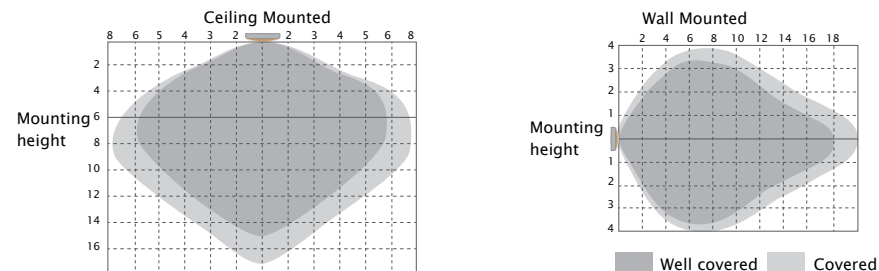 Ceiling Mounted
8 6 5 4 3 2 2 3 4 5 6 8
2
4
Mounting height
6
8
10
12
14
16
Wall Mounted
2 4 6 8 10 12 14 16 18
4
3
2
1
Mounting height
1
2
3
4
Well covered
Covered